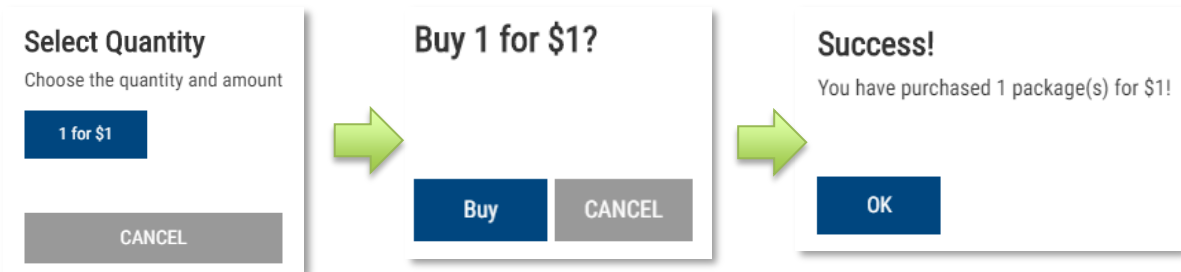 Select Quantity
Choose the quantity and amount
1 for $1
CANCEL
Buy 1 for $1?
Buy
CANCEL
Success!
You have purchased 1 package(s) for $1!
OK